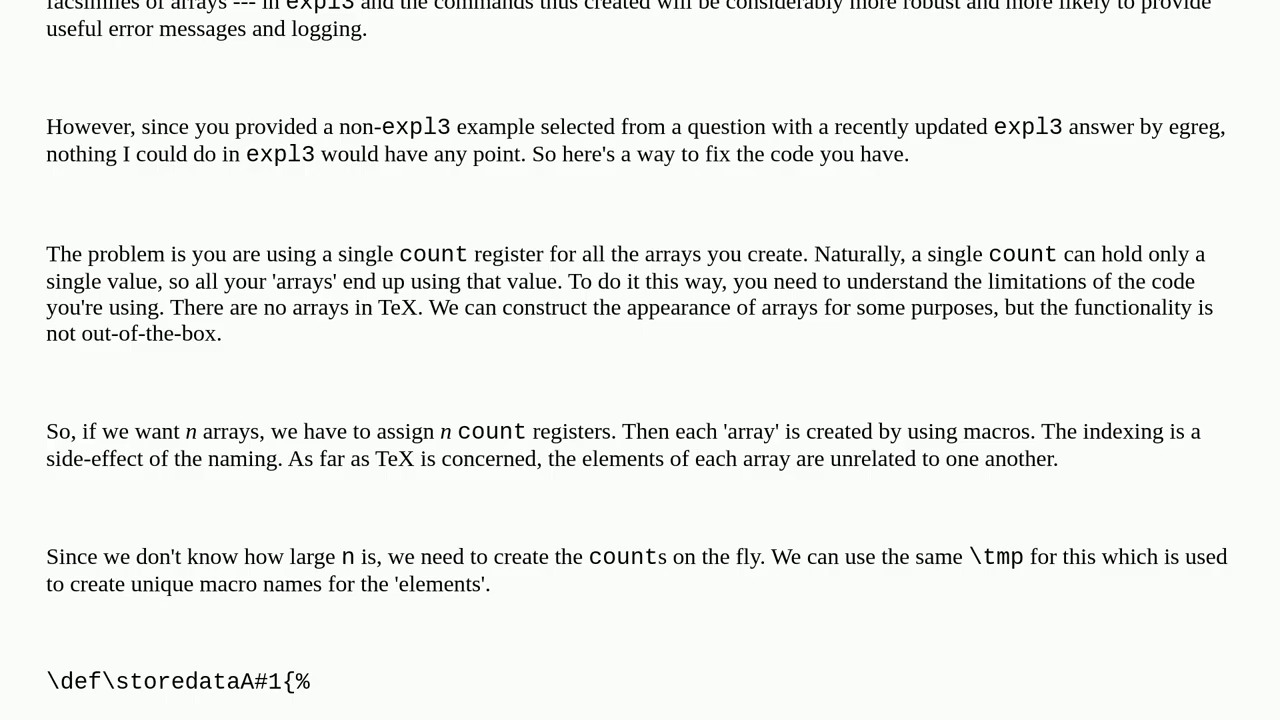 facsimiles of arrays --- in expl3 and the commands thus created will be considerably more robust and more likely to provide
useful error messages and logging.
However, since you provided a non-expl3 example selected from a question with a recently updated expl3 answer by egreg,
nothing I could do in expl3 would have any point. So here's a way to fix the code you have.
The problem is you are using a single count register for all the arrays you create. Naturally, a single count can hold only a
single value, so all your 'arrays' end up using that value. To do it this way, you need to understand the limitations of the code
you're using. There are no arrays in TeX. We can construct the appearance of arrays for some purposes, but the functionality is
not out-of-the-box.
So, if we want n arrays, we have to assign n count registers. Then each 'array' is created by using macros. The indexing is a
side-effect of the naming. As far as TeX is concerned, the elements of each array are unrelated to one another.
Since we don't know how large n is, we need to create the counts on the fly. We can use the same \tmp for this which is used
to create unique macro names for the 'elements'.
\def\storedataA#1{%